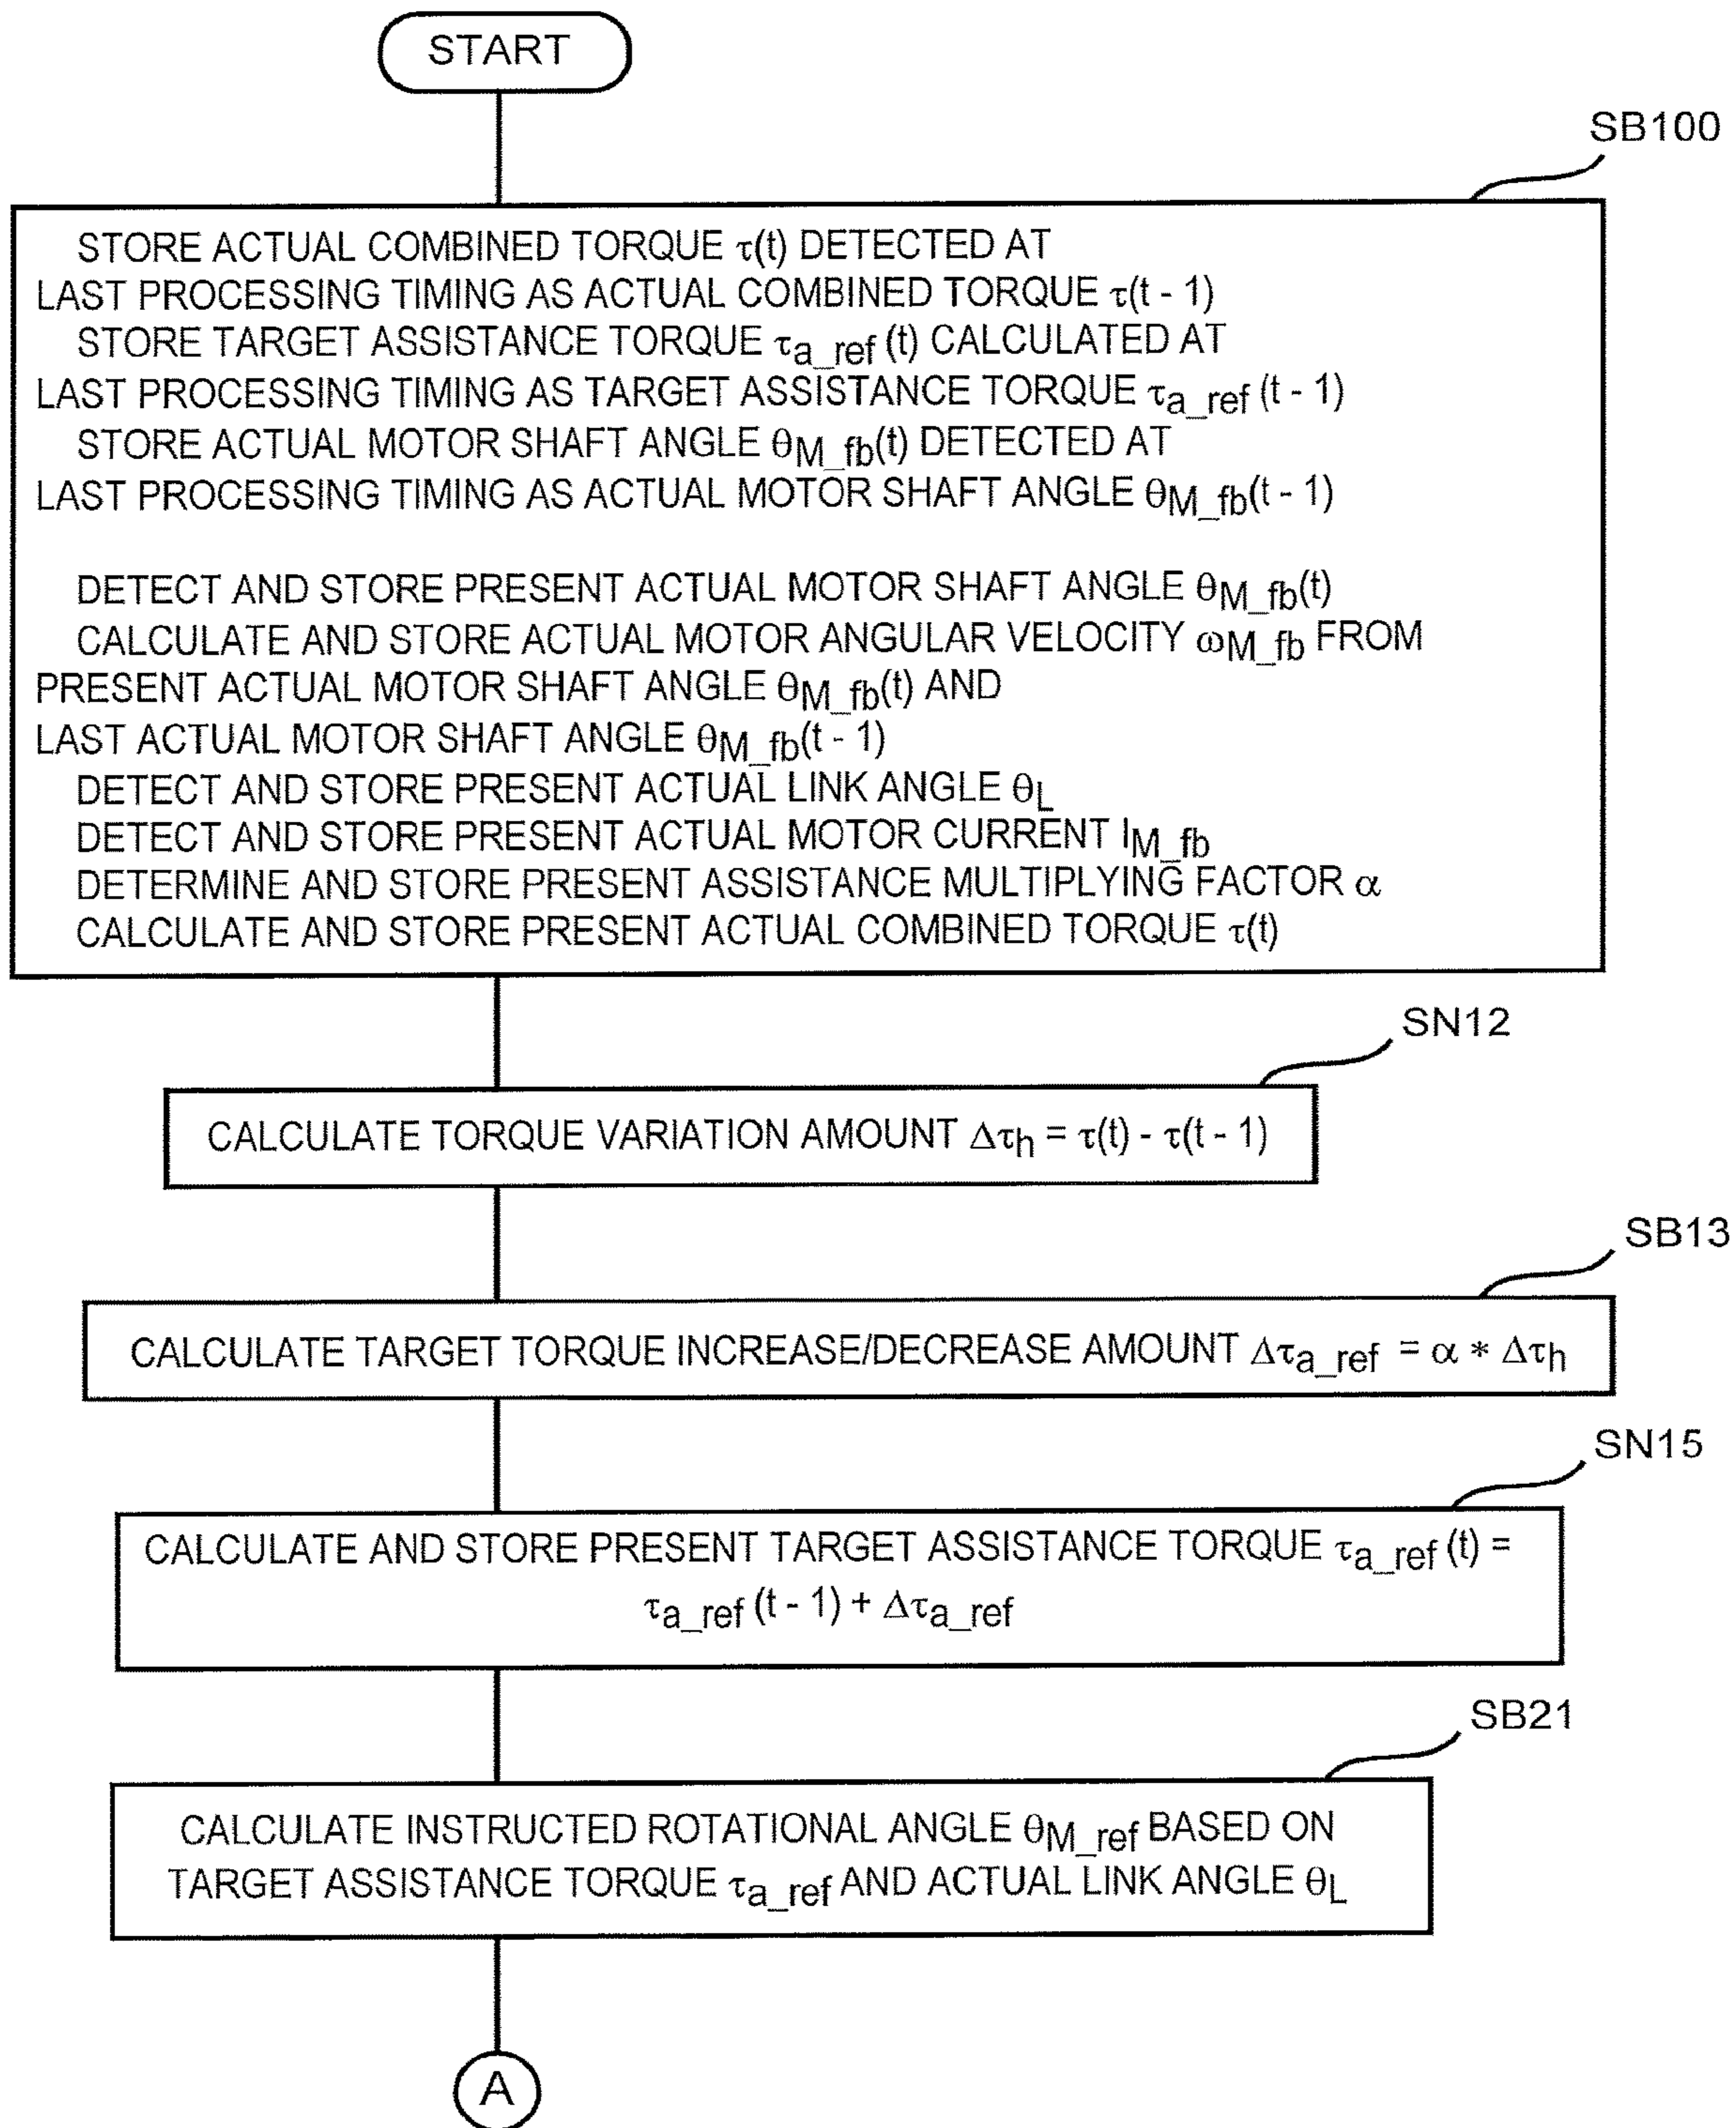 START
SB100
STORE ACTUAL COMBINED TORQUE τ(t) DETECTED AT
LAST PROCESSING TIMING AS ACTUAL COMBINED TORQUE τ(t - 1)
STORE TARGET ASSISTANCE TORQUE τa_ref (t) CALCULATED AT
LAST PROCESSING TIMING AS TARGET ASSISTANCE TORQUE τa_ref (t - 1)
STORE ACTUAL MOTOR SHAFT ANGLE θM_fb(t) DETECTED AT
LAST PROCESSING TIMING AS ACTUAL MOTOR SHAFT ANGLE θM_fb(t - 1)
DETECT AND STORE PRESENT ACTUAL MOTOR SHAFT ANGLE θM_fb(t)
CALCULATE AND STORE ACTUAL MOTOR ANGULAR VELOCITY ωM_fb FROM
PRESENT ACTUAL MOTOR SHAFT ANGLE θM_fb(t) AND
LAST ACTUAL MOTOR SHAFT ANGLE θM_fb(t - 1)
DETECT AND STORE PRESENT ACTUAL LINK ANGLE θL
DETECT AND STORE PRESENT ACTUAL MOTOR CURRENT IM_fb
DETERMINE AND STORE PRESENT ASSISTANCE MULTIPLYING FACTOR α
CALCULATE AND STORE PRESENT ACTUAL COMBINED TORQUE τ(t)
SN12
CALCULATE TORQUE VARIATION AMOUNT Δτh = τ(t) - τ(t - 1)
SB13
CALCULATE TARGET TORQUE INCREASE/DECREASE AMOUNT Δτa_ref = α * Δτh
SN15
CALCULATE AND STORE PRESENT TARGET ASSISTANCE TORQUE τa_ref (t) =
τa_ref (t - 1) + Δτa_ref
SB21
CALCULATE INSTRUCTED ROTATIONAL ANGLE θM_ref BASED ON
TARGET ASSISTANCE TORQUE τa_ref AND ACTUAL LINK ANGLE θL
A